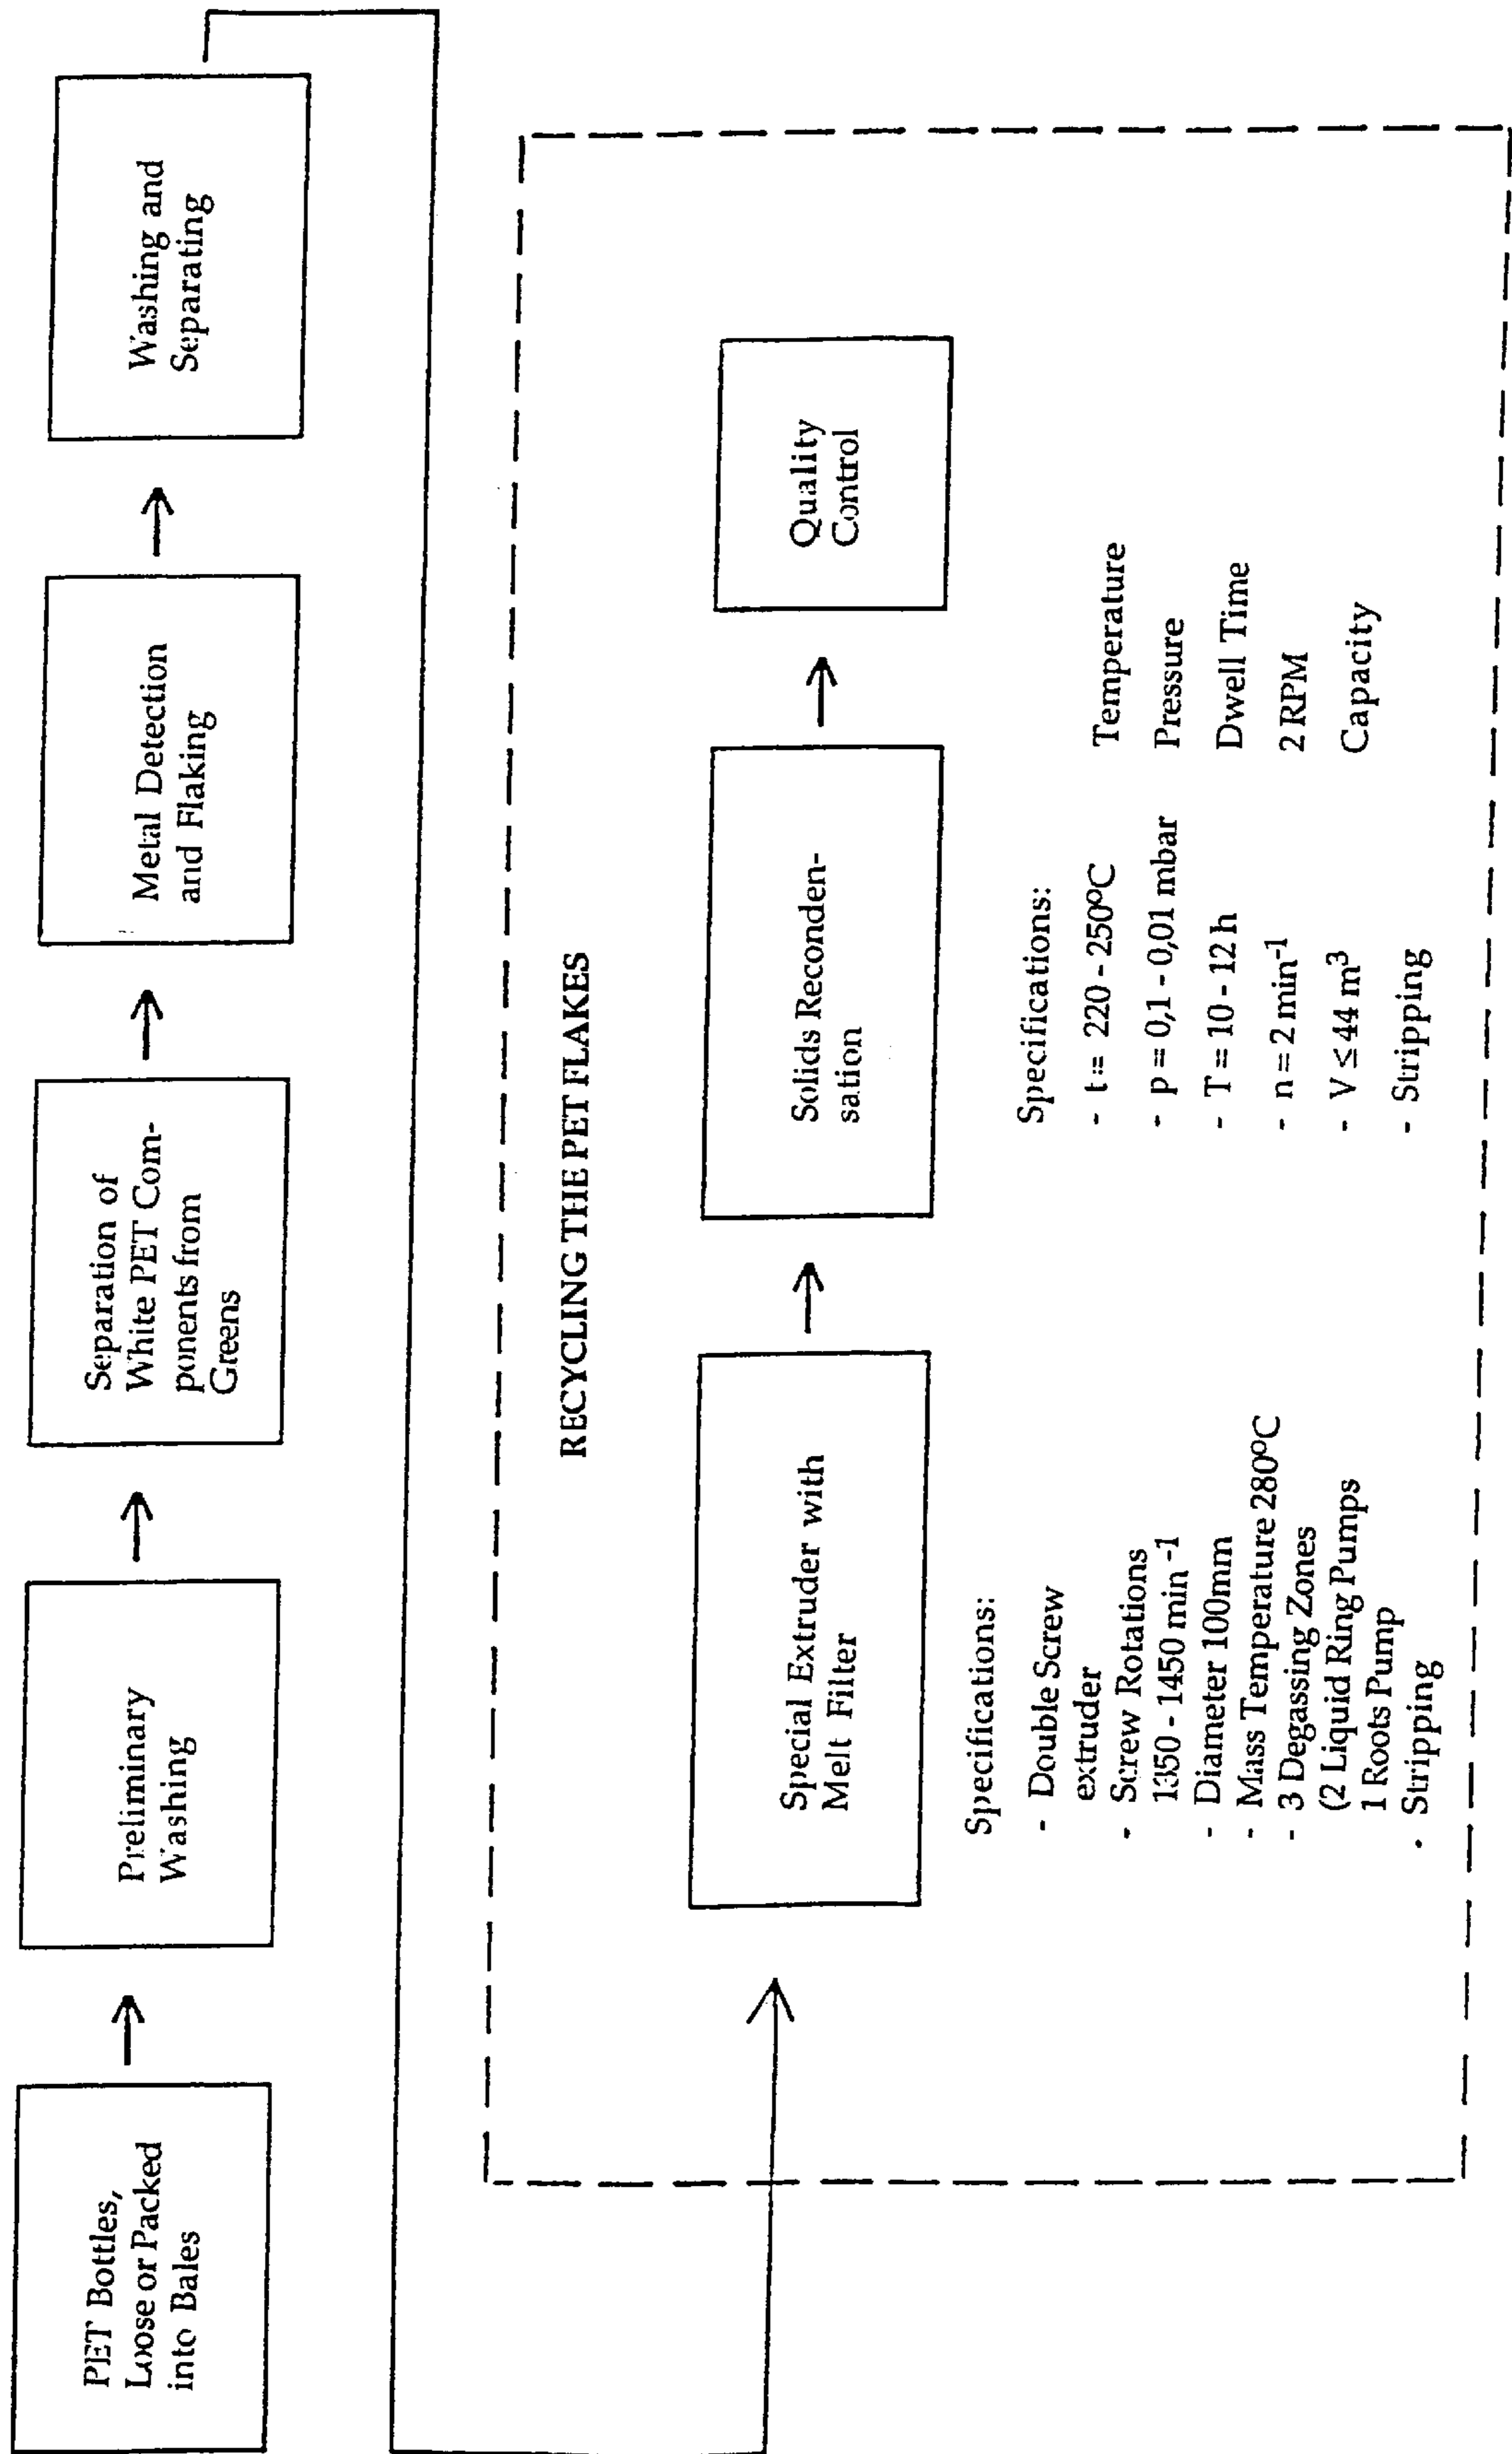 PET Bottles,
Loose or Packed
into Bales
Preliminary
Washing
Separation of
White PET Com-
ponents from
Greens
Metal Detection
and Flaking
Washing and
Separating
RECYCLING THE PET FLAKES
Special Extruder with
Melt Filter
Specifications:
- Double Screw
extruder
- Screw Rotations
1350 - 1450 min⁻¹
- Diameter 100mm
- Mass Temperature 280ºC
- 3 Degassing Zones
(2 Liquid Ring Pumps
1 Roots Pump
- Stripping
Solids Reconden-
sation
Specifications:
- t = 220 - 250ºC Temperature
- p = 0,1 - 0,01 mbar Pressure
- T = 10 - 12 h Dwell Time
- n = 2 min⁻¹ 2 RPM
- V ≤ 44 m³ Capacity
- Stripping
Quality
Control